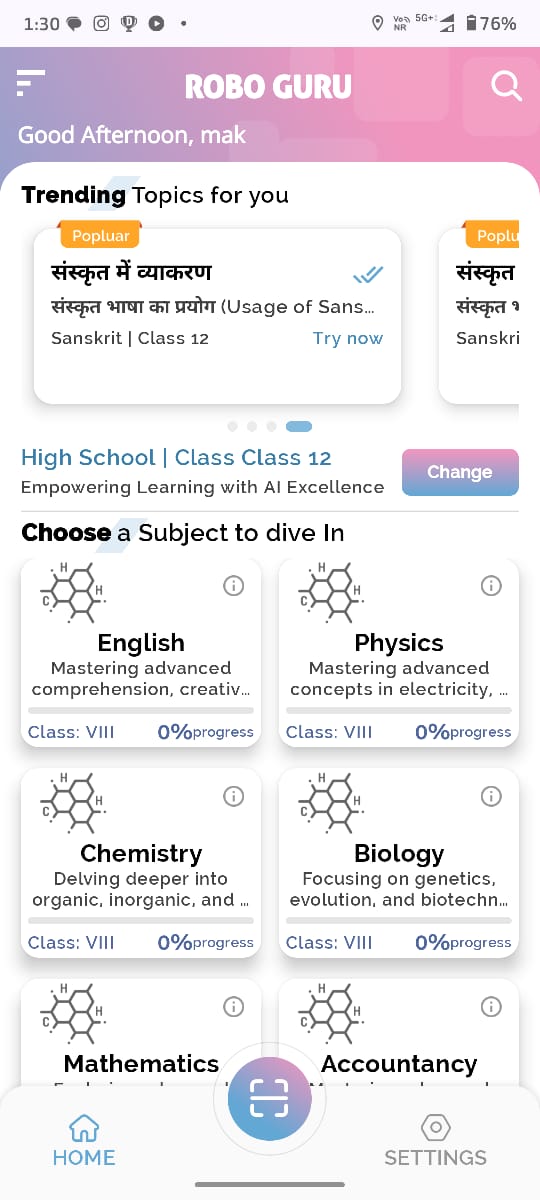 1:30
Vo
NR
5G+
76%
ROBO GURU
Good Afternoon, mak
Trending Topics for you
Popluar
संस्कृत में व्याकरण
संस्कृत भाषा का प्रयोग (Usage of Sans...
Sanskrit | Class 12
Try now
Poplu
संस्कृत
संस्कृत
Sanskri
High School | Class Class 12
Empowering Learning with AI Excellence
Change
Choose a Subject to dive In
H
H
C
English
Mastering advanced
comprehension, creativ...
Class: VIII
0%progress
H
H
C
Physics
Mastering advanced
concepts in electricity, ...
Class: VIII
0%progress
H
H
C
Chemistry
Delving deeper into
organic, inorganic, and ...
Class: VIII
0%progress
H
H
C
Biology
Focusing on genetics,
evolution, and biotechn...
Class: VIII
0%progress
H
H
C
Mathematics
H
H
C
Accountancy
HOME
SETTINGS